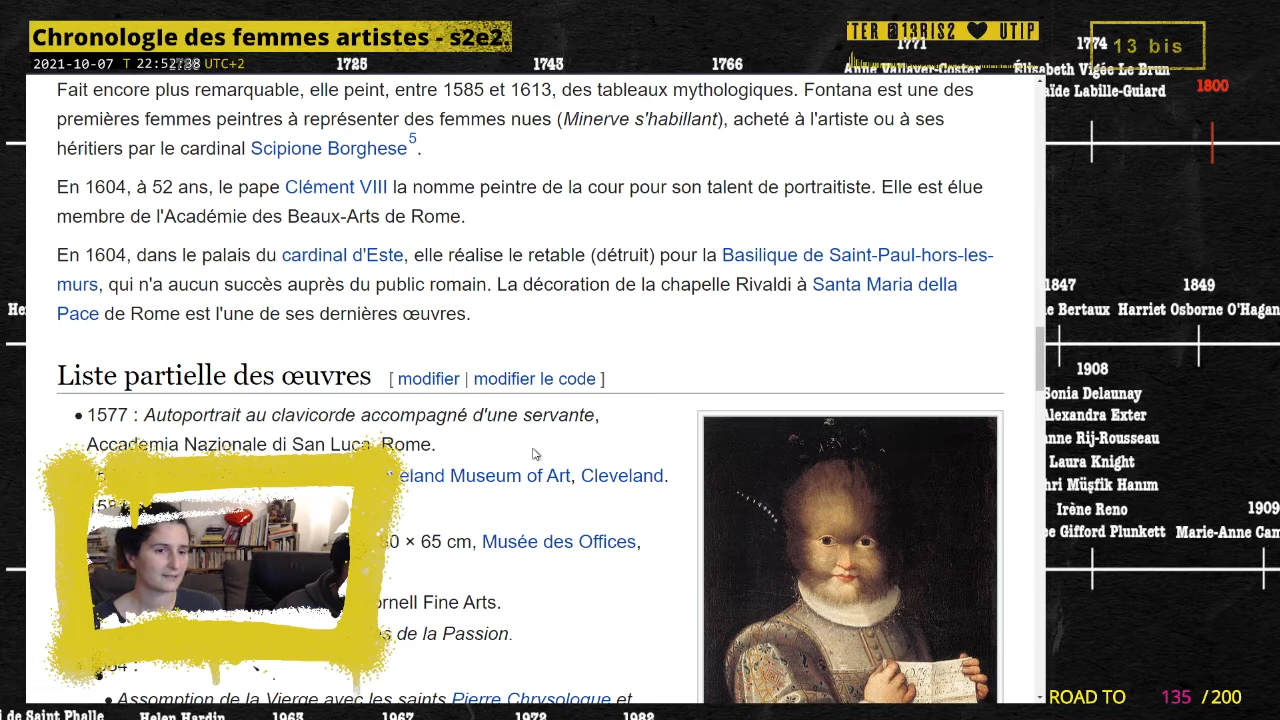 Chronologie des femmes artistes - s2e2
TER @13BIS2 ♥ UTIP
13 bis
2021-10-07 T 22:52:28 UTC+2
1725
1743
1766
1771
1774
Anne Vallayer-Coster
Élisabeth Vigée Le Brun
aïde Labille-Guiard
1800
Fait encore plus remarquable, elle peint, entre 1585 et 1613, des tableaux mythologiques. Fontana est une des
premières femmes peintres à représenter des femmes nues (Minerve s'habillant), acheté à l'artiste ou à ses
héritiers par le cardinal Scipione Borghese5.
En 1604, à 52 ans, le pape Clément VIII la nomme peintre de la cour pour son talent de portraitiste. Elle est élue
membre de l'Académie des Beaux-Arts de Rome.
En 1604, dans le palais du cardinal d'Este, elle réalise le retable (détruit) pour la Basilique de Saint-Paul-hors-les-
murs, qui n'a aucun succès auprès du public romain. La décoration de la chapelle Rivaldi à Santa Maria della
Pace de Rome est l'une de ses dernières œuvres.
1847
1849
He
e Bertaux
Harriet Osborne O'Hagan
Liste partielle des œuvres [ modifier | modifier le code ]
1908
Sonia Delaunay
Alexandra Exter
anne Rij-Rousseau
Laura Knight
hri Müşfik Hanım
Irène Reno
1909
oe Gifford Plunkett
Marie-Anne Cam
• 1577 : Autoportrait au clavicorde accompagné d'une servante,
Accademia Nazionale di San Luca, Rome.
eland Museum of Art, Cleveland.
0 × 65 cm, Musée des Offices,
ornell Fine Arts.
s de la Passion.
• Assomption de la Vierge avec les saints Pierre Chrysologue et
ROAD TO 135 / 200
i de Saint Phalle
Helen Hardin
1965
1967
1972
1982